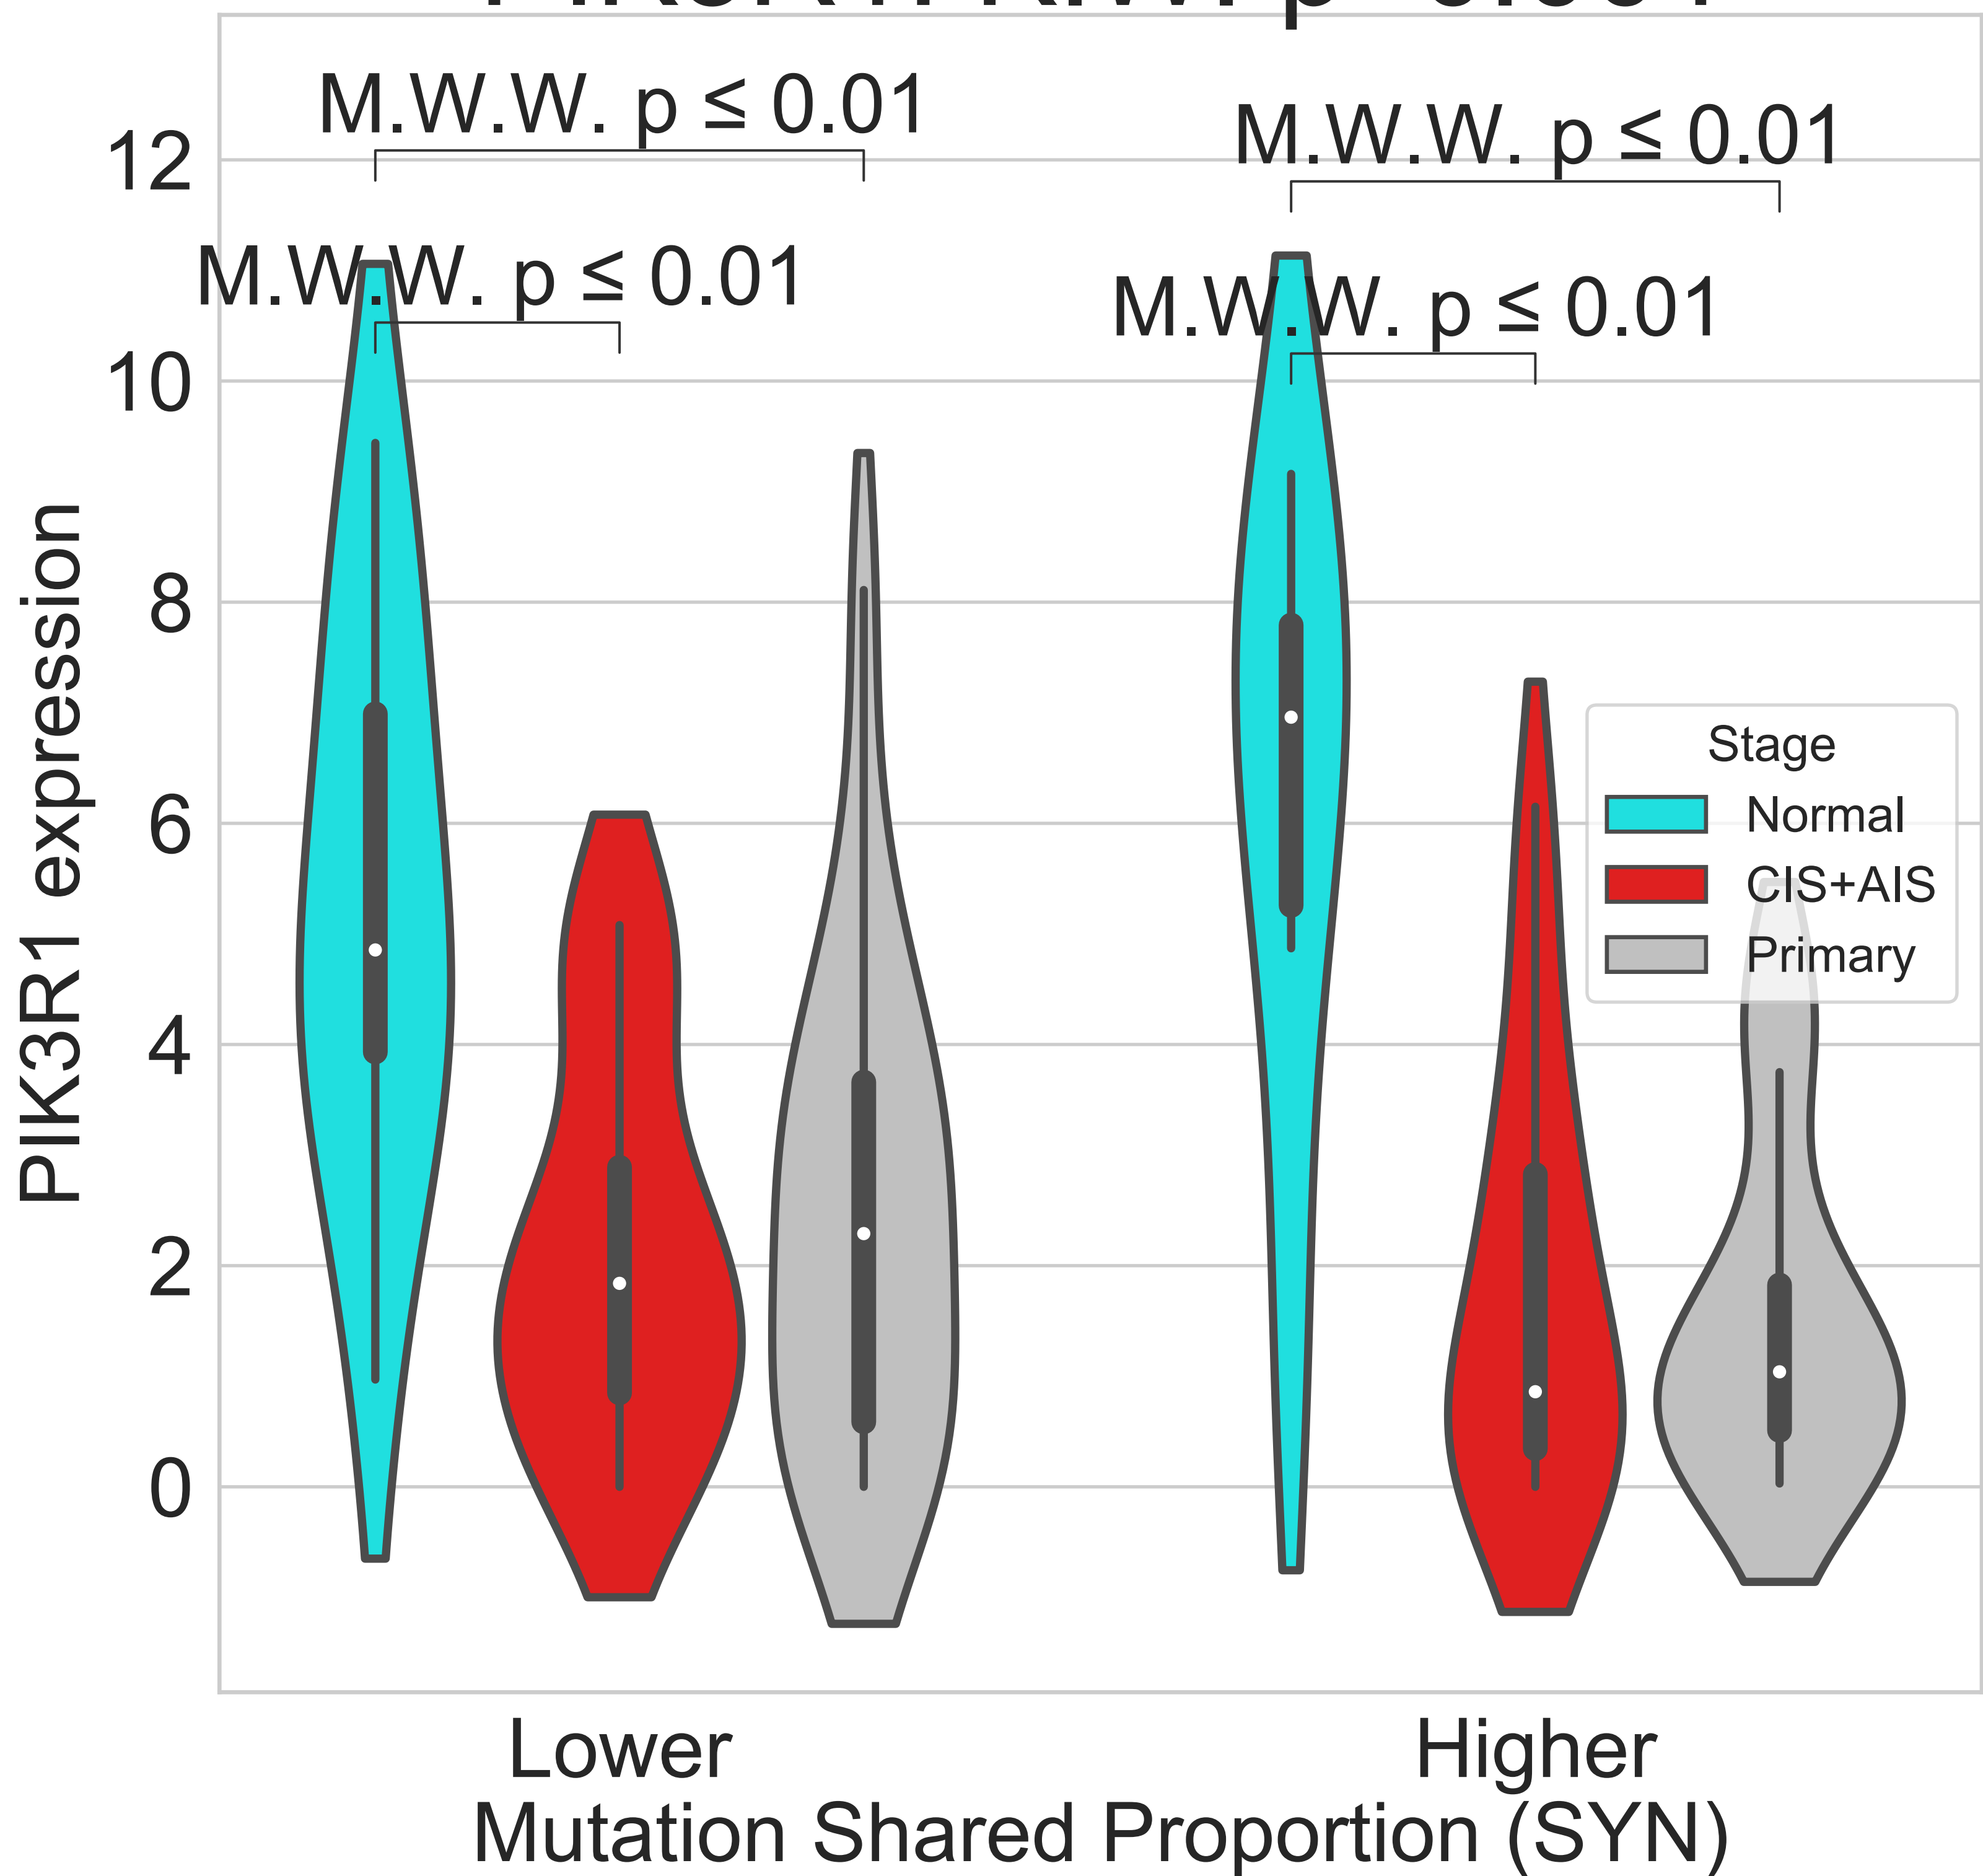 M.W.W. p ≤ 0.01
M.W.W. p ≤ 0.01
M.W.W. p ≤ 0.01
M.W.W. p ≤ 0.01
12
10
8
6
4
2
0
PIK3R1 expression
Stage
Normal
CIS+AIS
Primary
Lower
Higher
Mutation Shared Proportion (SYN)